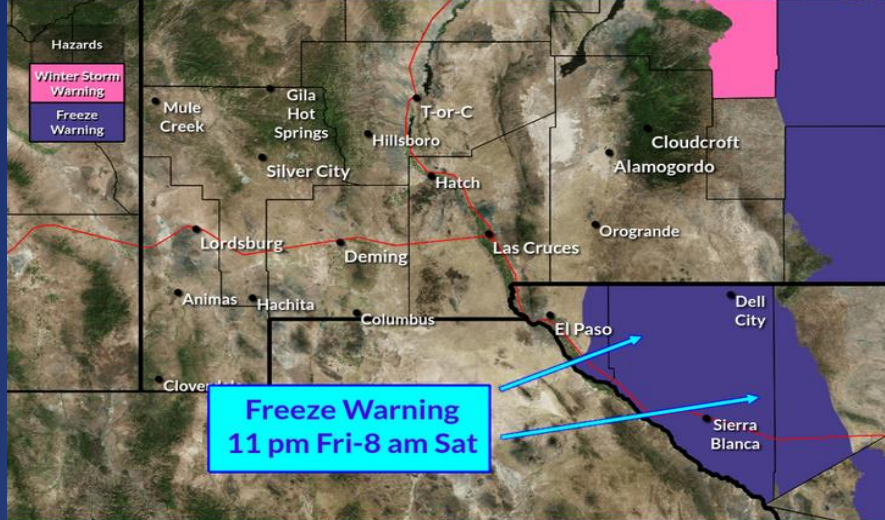 Hazards
Winter Storm
Warning
Freeze
Warning
Mule
Creek
Gila
Hot
Springs
T-or-C
Hillsboro
Cloudcroft
Alamogordo
Silver City
Hatch
Lordsburg
Deming
Las Cruces
Orogrande
Animas
Hachita
Columbus
El Paso
Dell
City
Freeze Warning
11 pm Fri-8 am Sat
Sierra
Blanca